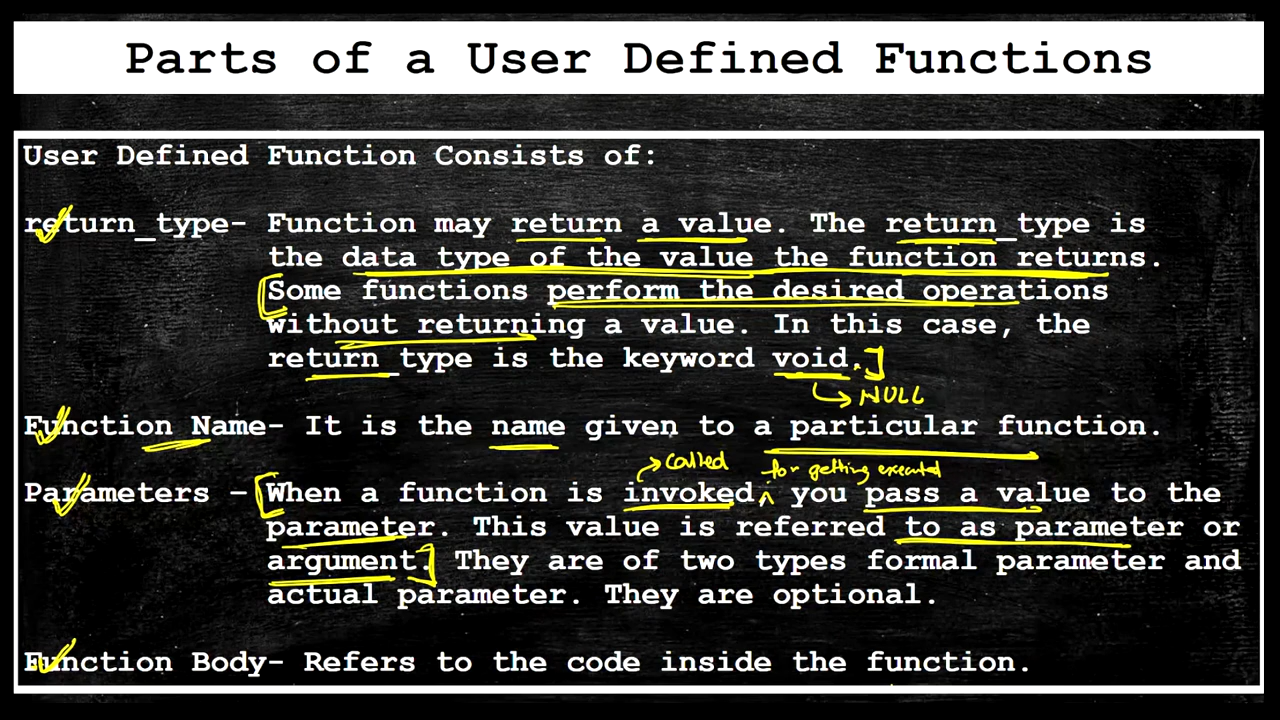 Parts of a User Defined Functions
User Defined Function Consists of:
return_type- Function may return a value. The return_type is
the data type of the value the function returns.
Some functions perform the desired operations
without returning a value. In this case, the
return_type is the keyword void.
NULL
Function Name- It is the name given to a particular function.
called
for getting executed
Parameters – When a function is invoked, you pass a value to the
parameter. This value is referred to as parameter or
argument. They are of two types formal parameter and
actual parameter. They are optional.
Function Body- Refers to the code inside the function.